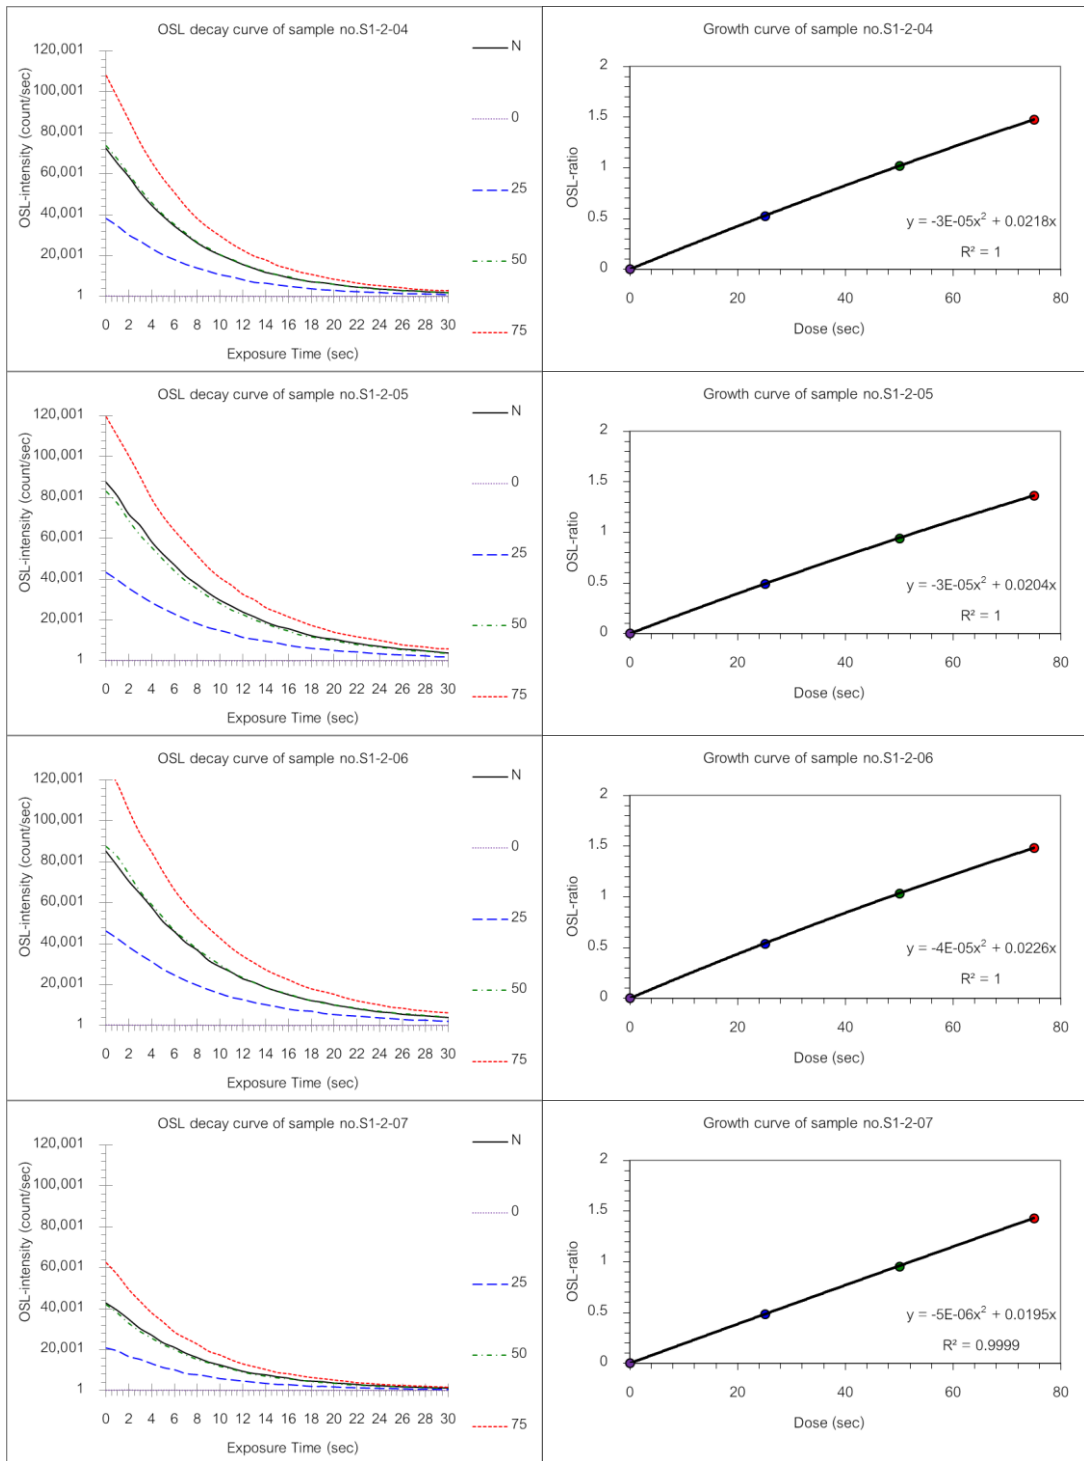 OSL decay curve of sample no.S1-2-04
OSL-intensity (count/sec)
120,001
100,001
80,001
60,001
40,001
20,001
1
0 2 4 6 8 10 12 14 16 18 20 22 24 26 28 30
Exposure Time (sec)
N
0
25
50
75
Growth curve of sample no.S1-2-04
OSL-ratio
2
1.5
1
0.5
0
y = -3E-05x² + 0.0218x
R² = 1
0 20 40 60 80
Dose (sec)
OSL decay curve of sample no.S1-2-05
OSL-intensity (count/sec)
120,001
100,001
80,001
60,001
40,001
20,001
1
0 2 4 6 8 10 12 14 16 18 20 22 24 26 28 30
Exposure Time (sec)
N
0
25
50
75
Growth curve of sample no.S1-2-05
OSL-ratio
2
1.5
1
0.5
0
y = -3E-05x² + 0.0204x
R² = 1
0 20 40 60 80
Dose (sec)
OSL decay curve of sample no.S1-2-06
OSL-intensity (count/sec)
120,001
100,001
80,001
60,001
40,001
20,001
1
0 2 4 6 8 10 12 14 16 18 20 22 24 26 28 30
Exposure Time (sec)
N
0
25
50
75
Growth curve of sample no.S1-2-06
OSL-ratio
2
1.5
1
0.5
0
y = -4E-05x² + 0.0226x
R² = 1
0 20 40 60 80
Dose (sec)
OSL decay curve of sample no.S1-2-07
OSL-intensity (count/sec)
120,001
100,001
80,001
60,001
40,001
20,001
1
0 2 4 6 8 10 12 14 16 18 20 22 24 26 28 30
Exposure Time (sec)
N
0
25
50
75
Growth curve of sample no.S1-2-07
OSL-ratio
2
1.5
1
0.5
0
y = -5E-06x² + 0.0195x
R² = 0.9999
0 20 40 60 80
Dose (sec)